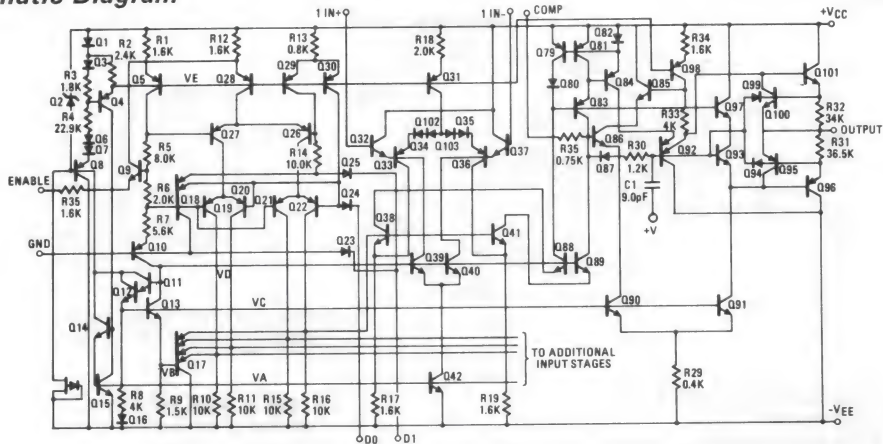 1 IN+
1 IN-
COMP
+VCC
Q1
R2
2.4K
R1
1.6K
R12
1.6K
R13
0.8K
R18
2.0K
Q82
R34
1.6K
Q3
Q29
Q30
Q79
Q81
Q98
R3
1.8K
Q4
Q5
VE
Q28
Q31
Q80
Q84
Q85
Q99
Q101
Q2
R4
22.9K
Q102
Q35
Q83
R33
4K
Q97
Q100
R32
34K
Q6
Q7
Q27
Q26
Q32
Q34
Q103
Q37
Q86
OUTPUT
Q8
Q9
R5
8.0K
R14
10.0K
Q25
Q33
Q36
R35
0.75K
Q87
R30
1.2K
Q92
Q93
Q94
Q95
R31
36.5K
Q96
ENABLE
R35
1.6K
R6
2.0K
Q18
Q19
Q20
Q21
Q22
Q24
C1
9.0pF
+V
R7
5.6K
Q38
Q41
GND
Q10
Q23
Q39
Q40
Q88
Q89
VD
Q11
Q12
Q13
VC
Q90
Q91
Q14
Q17
VB
TO ADDITIONAL
INPUT STAGES
VA
Q15
R8
4K
Q16
R9
1.5K
R10
10K
R11
10K
R15
10K
R16
10K
R17
1.6K
Q42
R19
1.6K
R29
0.4K
-VEE
D0
D1